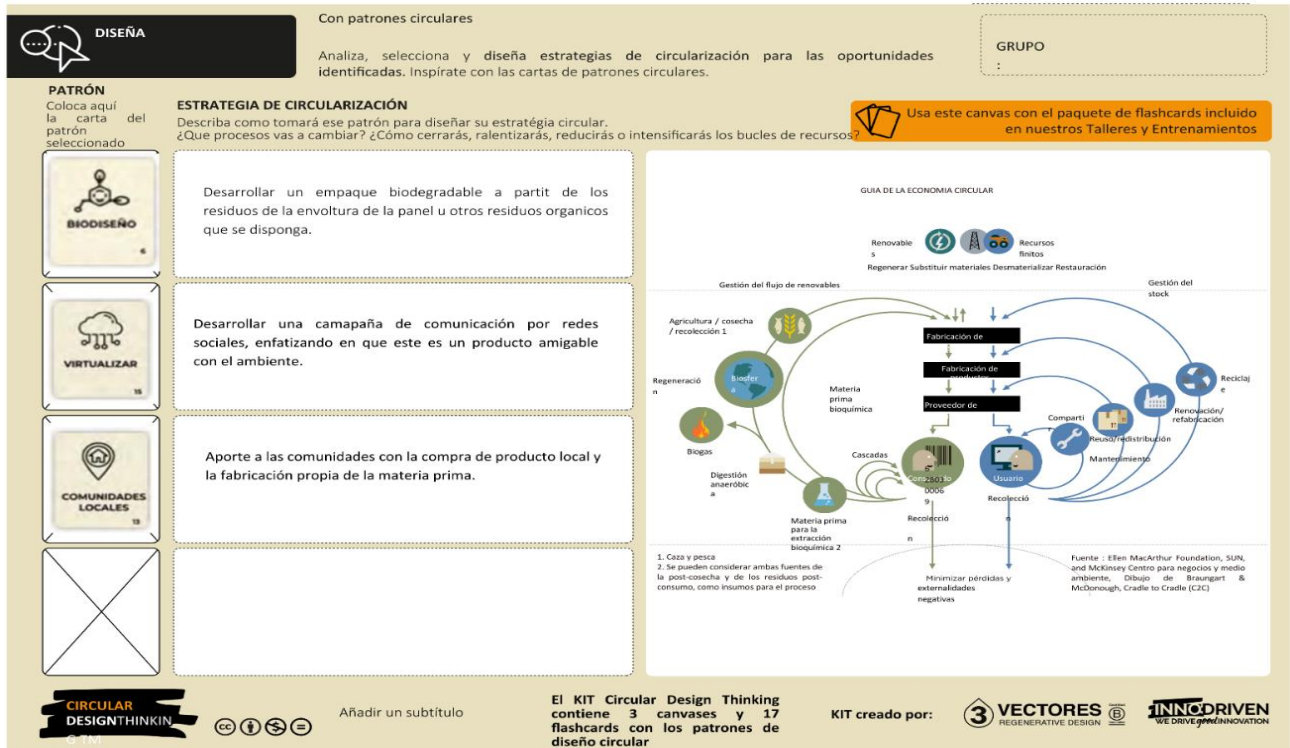 DISEÑA
Con patrones circulares
Analiza, selecciona y diseña estrategias de circularización para las oportunidades
identificadas. Inspírate con las cartas de patrones circulares.
GRUPO
:
PATRÓN
Coloca aquí
la carta del
patrón
seleccionado
ESTRATEGIA DE CIRCULARIZACIÓN
Describa como tomará ese patrón para diseñar su estratégia circular.
¿Que procesos vas a cambiar? ¿Cómo cerrarás, ralentizarás, reducirás o intensificarás los bucles de recursos?
Usa este canvas con el paquete de flashcards incluido
en nuestros Talleres y Entrenamientos
BIODISEÑO
6
Desarrollar un empaque biodegradable a partit de los
residuos de la envoltura de la panel u otros residuos organicos
que se disponga.
VIRTUALIZAR
15
Desarrollar una camapaña de comunicación por redes
sociales, enfatizando en que este es un producto amigable
con el ambiente.
COMUNIDADES
LOCALES
13
Aporte a las comunidades con la compra de producto local y
la fabricación propia de la materia prima.
GUIA DE LA ECONOMIA CIRCULAR
Renovable
s
Recursos
finitos
Regenerar Substituir materiales Desmaterializar Restauración
Gestión del flujo de renovables
Gestión del
stock
Agricultura / cosecha
/ recolección 1
Fabricación de
Fabricación de
Proveedor de
Regeneració
n
Biosfer
a
Materia
prima
bioquímica
Reciclaj
e
Renovación/
refabricación
Comparti
Reuso/redistribución
Mantenimiento
Biogas
Cascadas
Digestión
anaeróbic
a
2803
0006
9
Usuario
Recolecció
n
Materia prima
para la
extracción
bioquímica 2
Recolecció
n
1. Caza y pesca
2. Se pueden considerar ambas fuentes de
la post-cosecha y de los residuos post-
consumo, como insumos para el proceso
Minimizar pérdidas y
externalidades
negativas
Fuente : Ellen MacArthur Foundation, SUN,
and McKinsey Centro para negocios y medio
ambiente, Dibujo de Braungart &
McDonough, Cradle to Cradle (C2C)
CIRCULAR
DESIGNTHINKIN
G TM
cc
Añadir un subtítulo
El KIT Circular Design Thinking
contiene 3 canvases y 17
flashcards con los patrones de
diseño circular
KIT creado por:
3 VECTORES
REGENERATIVE DESIGN
B
INNODRIVEN
WE DRIVE good INNOVATION